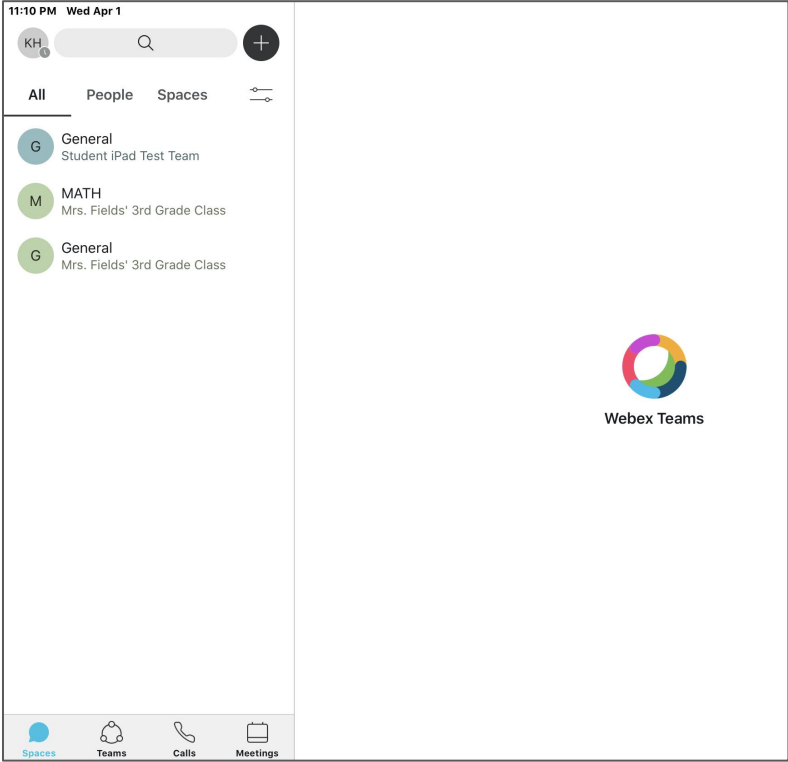 11:10 PM Wed Apr 1
KH
All People Spaces
G
General
Student iPad Test Team
M
MATH
Mrs. Fields' 3rd Grade Class
G
General
Mrs. Fields' 3rd Grade Class
Webex Teams
Spaces Teams Calls Meetings